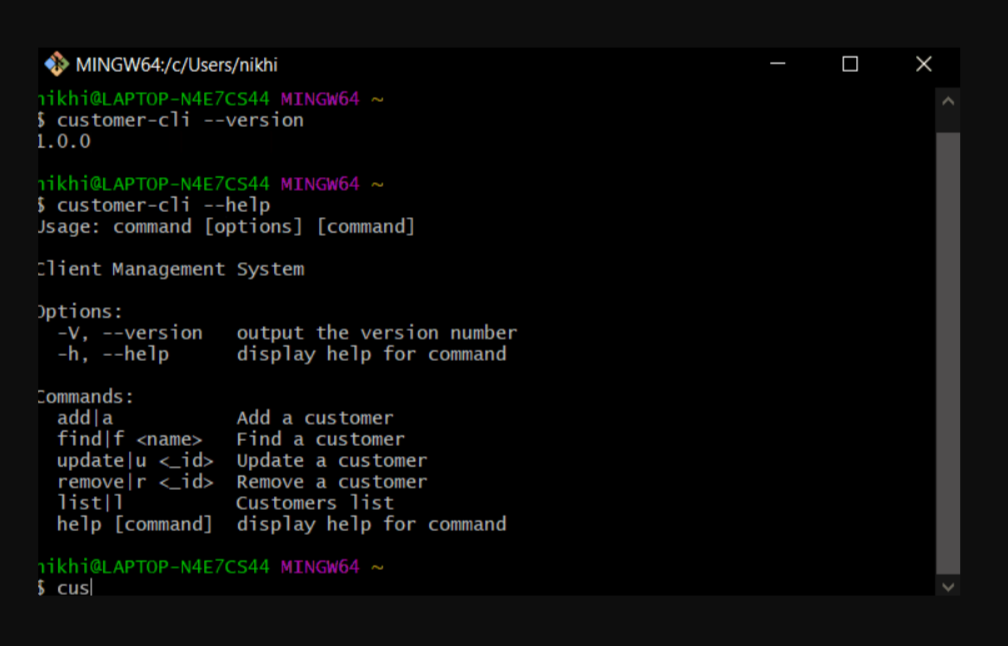 MINGW64:/c/Users/nikhi
nikhi@LAPTOP-N4E7CS44 MINGW64 ~
$ customer-cli --version
1.0.0
nikhi@LAPTOP-N4E7CS44 MINGW64 ~
$ customer-cli --help
Usage: command [options] [command]
Client Management System
Options:
-V, --version output the version number
-h, --help display help for command
Commands:
add|a Add a customer
find|f <name> Find a customer
update|u <_id> Update a customer
remove|r <_id> Remove a customer
list|l Customers list
help [command] display help for command
nikhi@LAPTOP-N4E7CS44 MINGW64 ~
$ cus